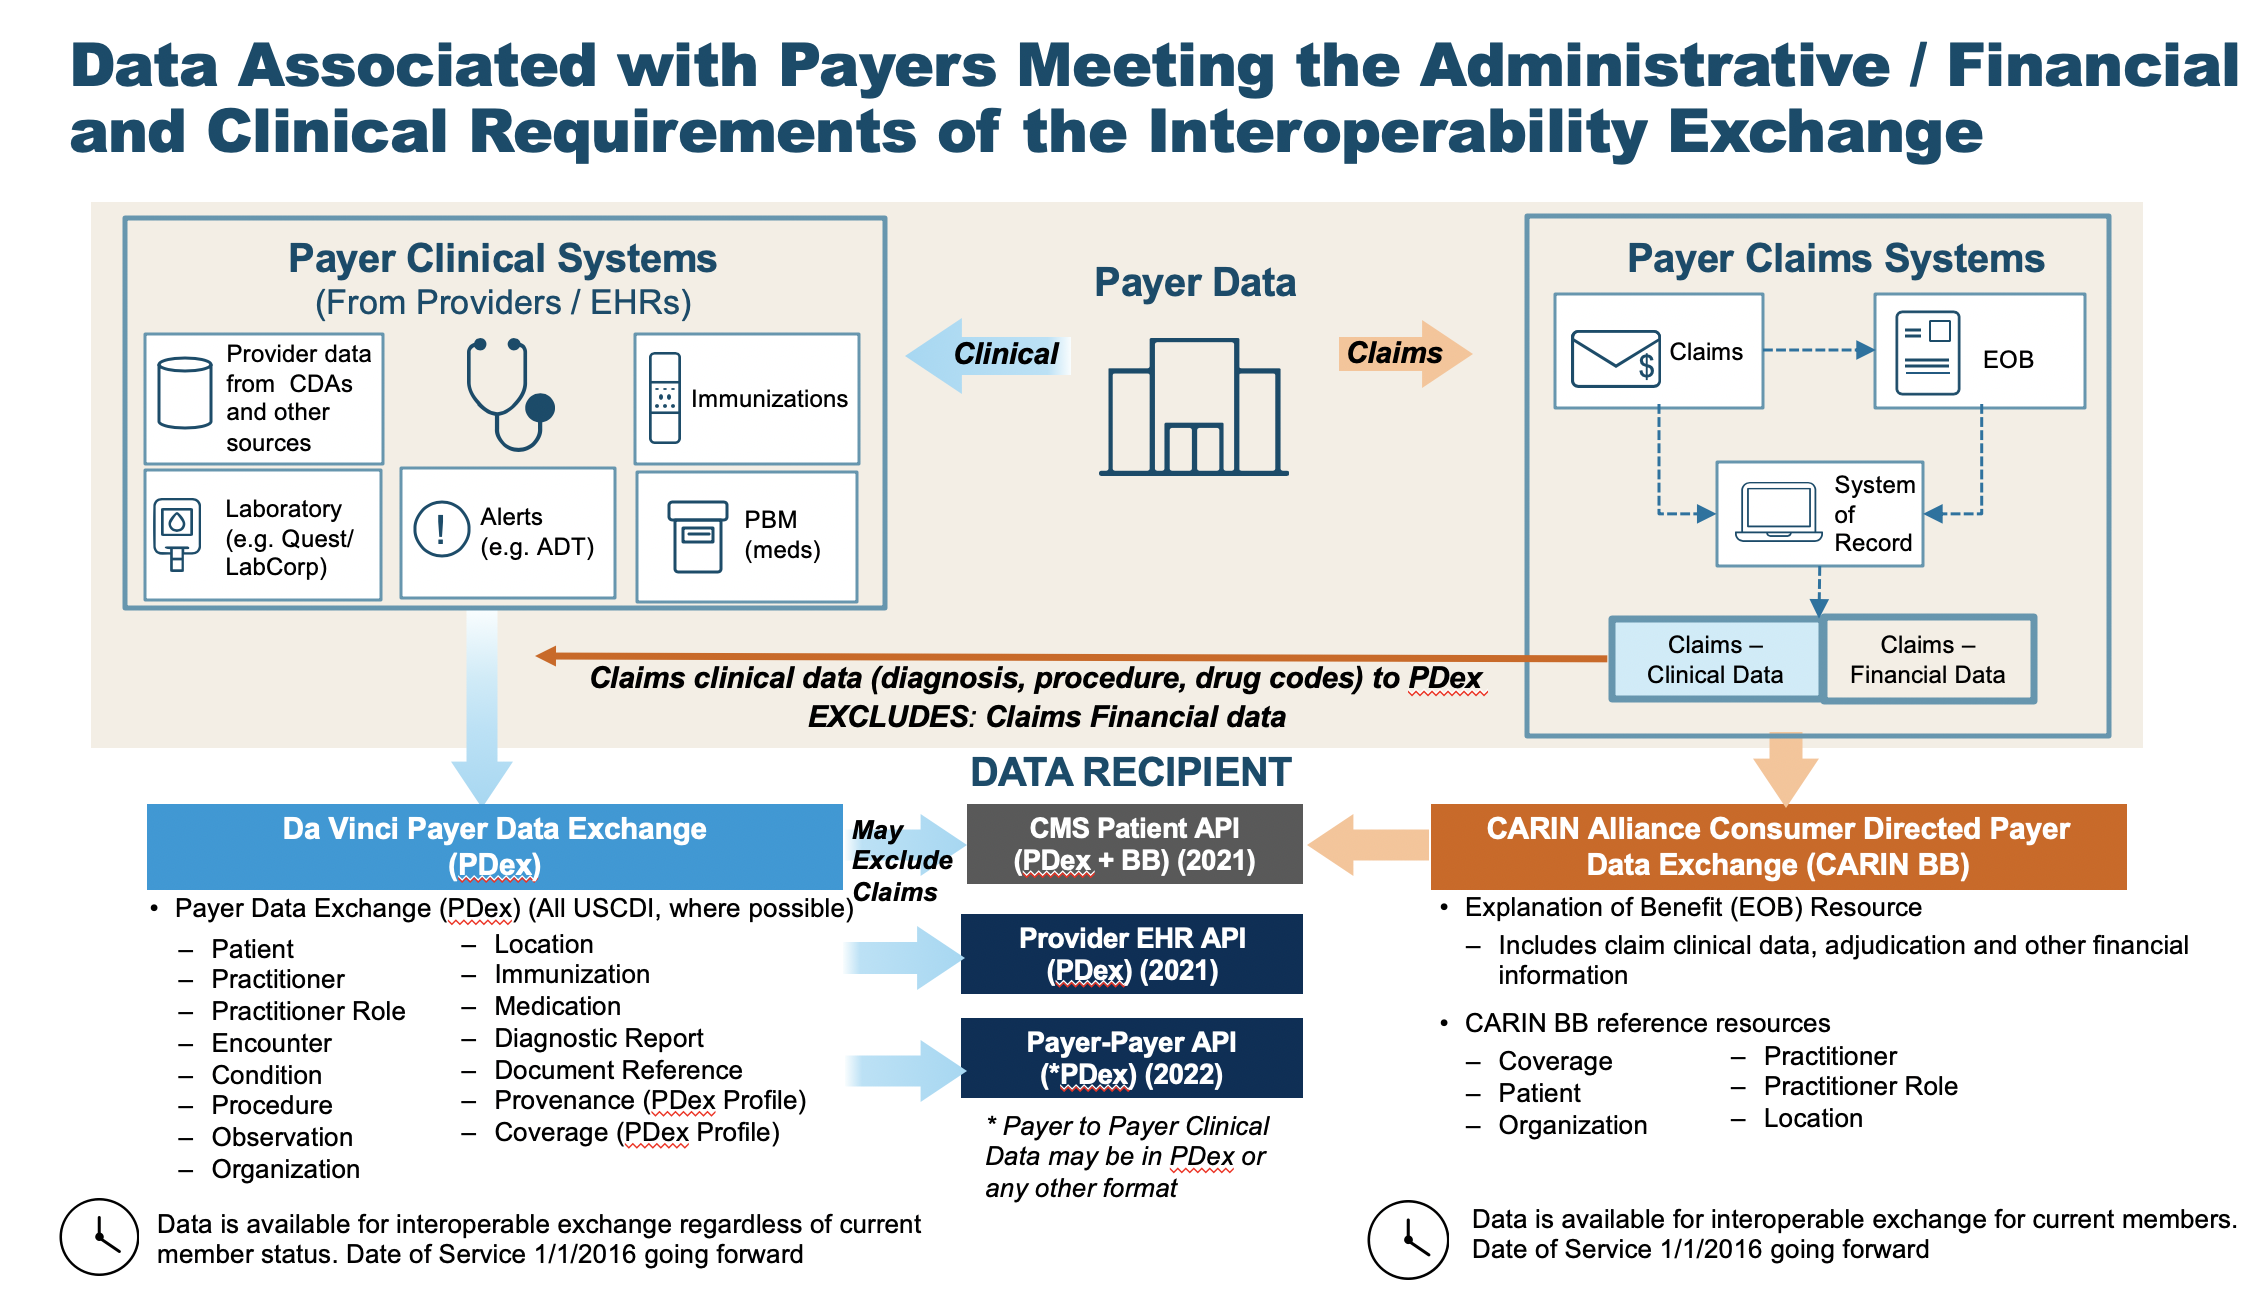 Data Associated with Payers Meeting the Administrative / Financial
and Clinical Requirements of the Interoperability Exchange
Payer Clinical Systems
(From Providers / EHRs)
Provider data
from CDAs
and other
sources
Immunizations
Laboratory
(e.g. Quest/
LabCorp)
!
Alerts
(e.g. ADT)
PBM
(meds)
Payer Data
Clinical
Claims
Payer Claims Systems
$
Claims
EOB
System
of
Record
Claims –
Clinical Data
Claims –
Financial Data
Claims clinical data (diagnosis, procedure, drug codes) to PDex
EXCLUDES: Claims Financial data
DATA RECIPIENT
Da Vinci Payer Data Exchange
(PDex)
May
Exclude
Claims
CMS Patient API
(PDex + BB) (2021)
CARIN Alliance Consumer Directed Payer
Data Exchange (CARIN BB)
• Payer Data Exchange (PDex) (All USCDI, where possible)
– Patient
– Practitioner
– Practitioner Role
– Encounter
– Condition
– Procedure
– Observation
– Organization
– Location
– Immunization
– Medication
– Diagnostic Report
– Document Reference
– Provenance (PDex Profile)
– Coverage (PDex Profile)
Provider EHR API
(PDex) (2021)
Payer-Payer API
(*PDex) (2022)
* Payer to Payer Clinical
Data may be in PDex or
any other format
• Explanation of Benefit (EOB) Resource
– Includes claim clinical data, adjudication and other financial
information
• CARIN BB reference resources
– Coverage
– Patient
– Organization
– Practitioner
– Practitioner Role
– Location
Data is available for interoperable exchange regardless of current
member status. Date of Service 1/1/2016 going forward
Data is available for interoperable exchange for current members.
Date of Service 1/1/2016 going forward